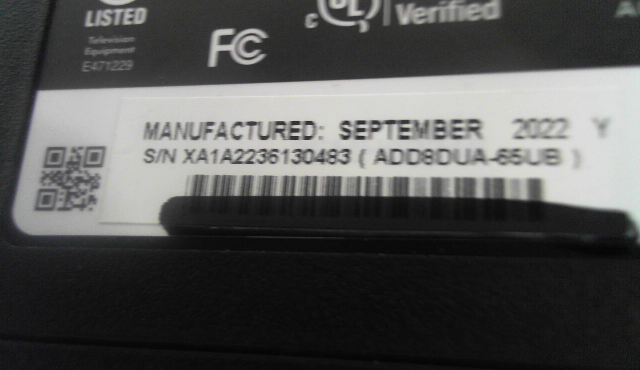 LISTED
Television
Equipment
E471229
FC
c UL
Verified
MANUFACTURED: SEPTEMBER 2022 Y
S/N XA1A2236130483 ( ADD8DUA-65UB )